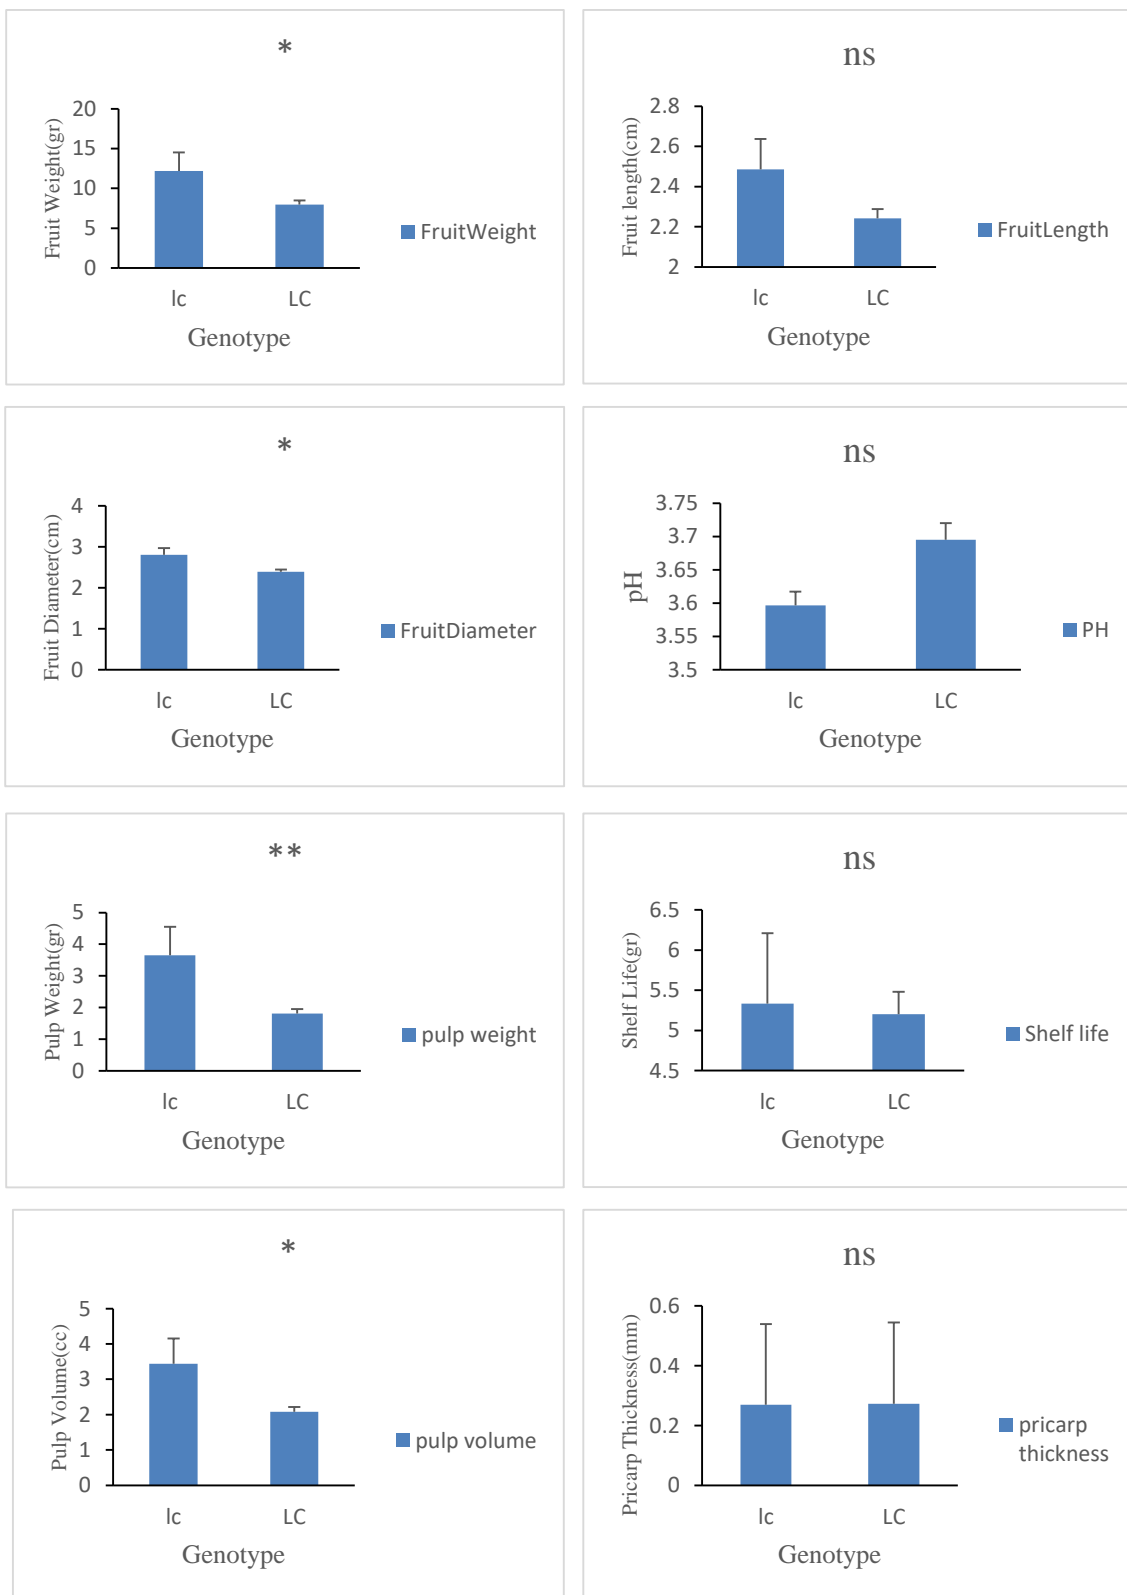 *
Fruit Weight(gr)
20
15
10
5
0
lc LC
Genotype
FruitWeight
ns
Fruit length(cm)
2.8
2.6
2.4
2.2
2
lc LC
Genotype
FruitLength
*
Fruit Diameter(cm)
4
3
2
1
0
lc LC
Genotype
FruitDiameter
ns
pH
3.75
3.7
3.65
3.6
3.55
3.5
lc LC
Genotype
PH
**
Pulp Weight(gr)
5
4
3
2
1
0
lc LC
Genotype
pulp weight
ns
Shelf Life(gr)
6.5
6
5.5
5
4.5
lc LC
Genotype
Shelf life
*
Pulp Volume(cc)
5
4
3
2
1
0
lc LC
Genotype
pulp volume
ns
Pricarp Thickness(mm)
0.6
0.4
0.2
0
lc LC
Genotype
pricarp
thickness